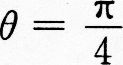 θ = π/4